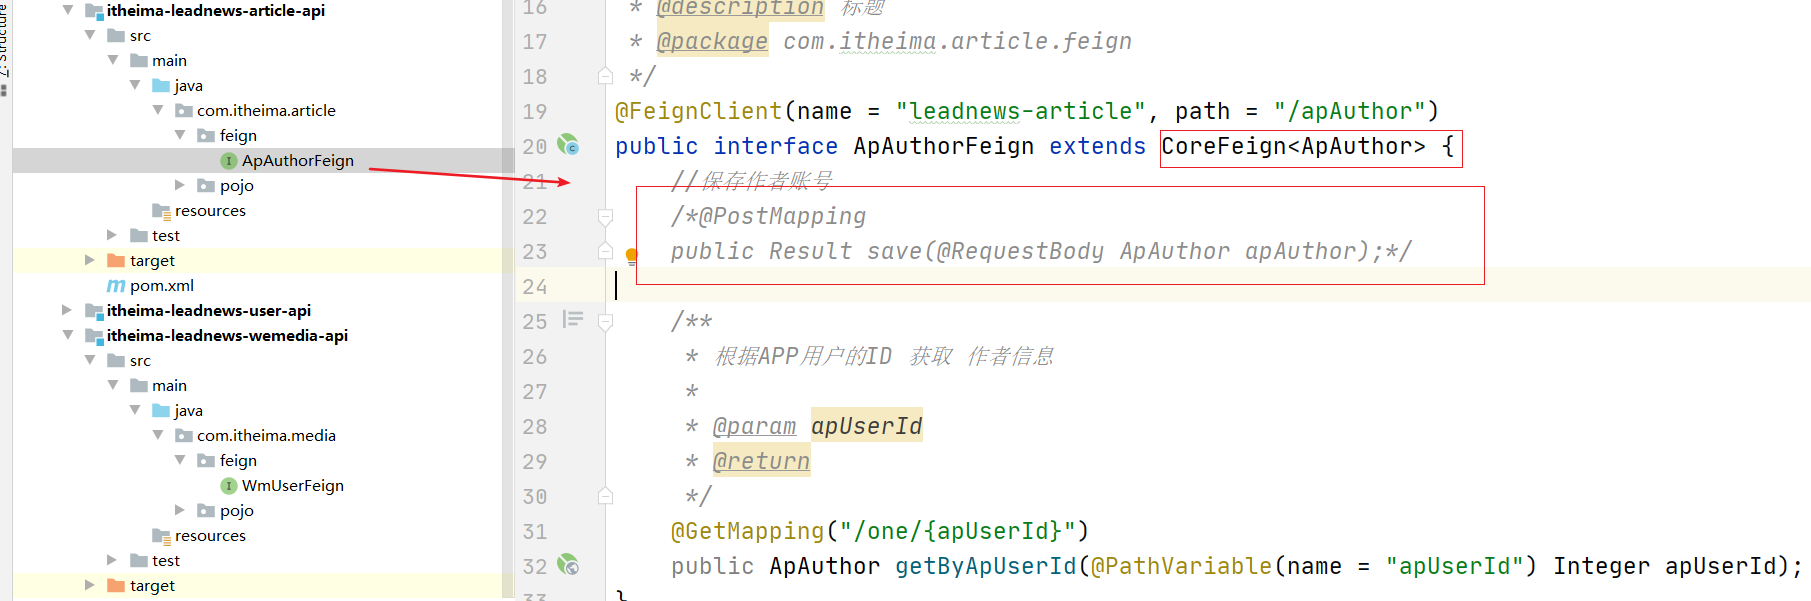 7: Structure
itheima-leadnews-article-api
src
main
java
com.itheima.article
feign
ApAuthorFeign
pojo
resources
test
target
pom.xml
itheima-leadnews-user-api
itheima-leadnews-wemedia-api
src
main
java
com.itheima.media
feign
WmUserFeign
pojo
resources
test
target
16 * @description 标题
17 * @package com.itheima.article.feign
18 */
19 @FeignClient(name = "leadnews-article", path = "/apAuthor")
20 public interface ApAuthorFeign extends CoreFeign<ApAuthor> {
21 //保存作者账号
22 /*@PostMapping
23 public Result save(@RequestBody ApAuthor apAuthor);*/
24
25 /**
26 * 根据APP用户的ID 获取 作者信息
27 *
28 * @param apUserId
29 * @return
30 */
31 @GetMapping("/one/{apUserId}")
32 public ApAuthor getByApUserId(@PathVariable(name = "apUserId") Integer apUserId);
33 }